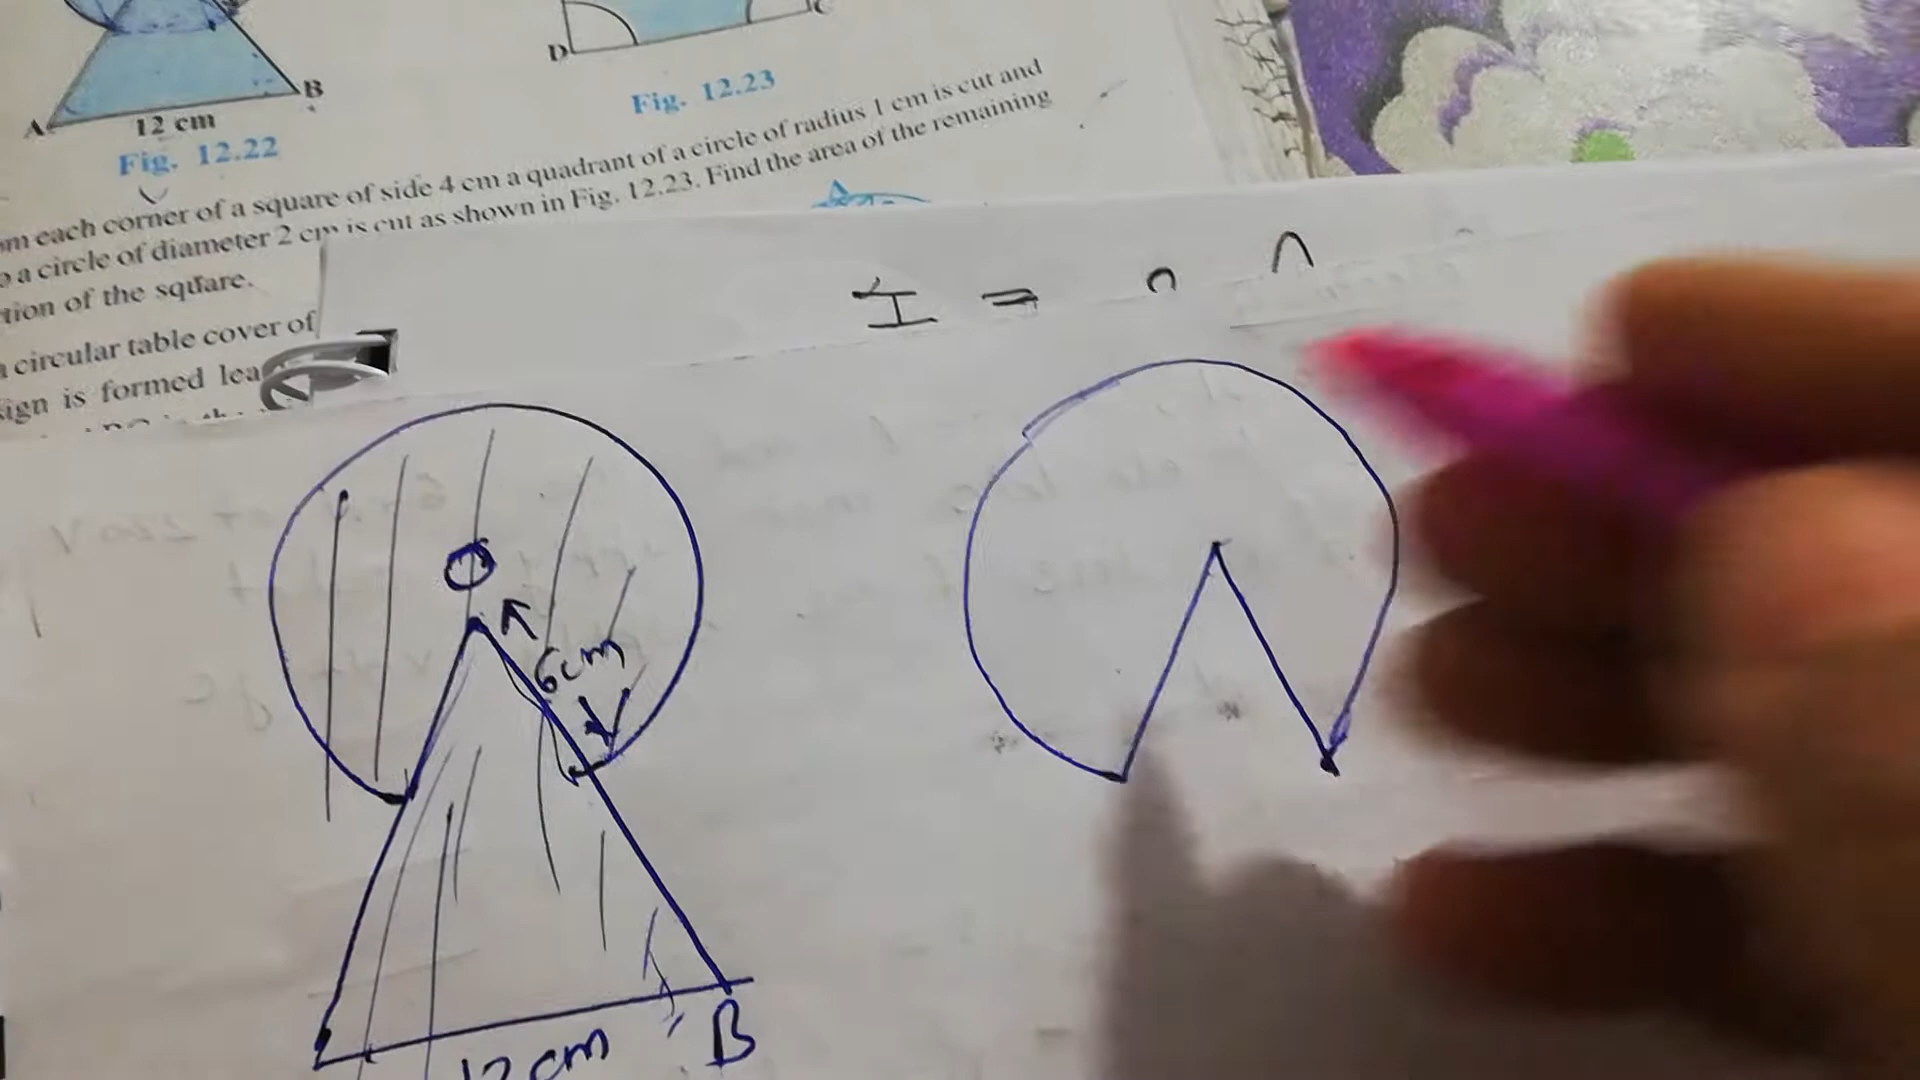 B
A
12 cm
Fig. 12.22
D
C
Fig. 12.23
om each corner of a square of side 4 cm a quadrant of a circle of radius 1 cm is cut and
o a circle of diameter 2 cm is cut as shown in Fig. 12.23. Find the area of the remaining
tion of the square.
a circular table cover of
sign is formed lea
I =
O
6cm
12cm
B